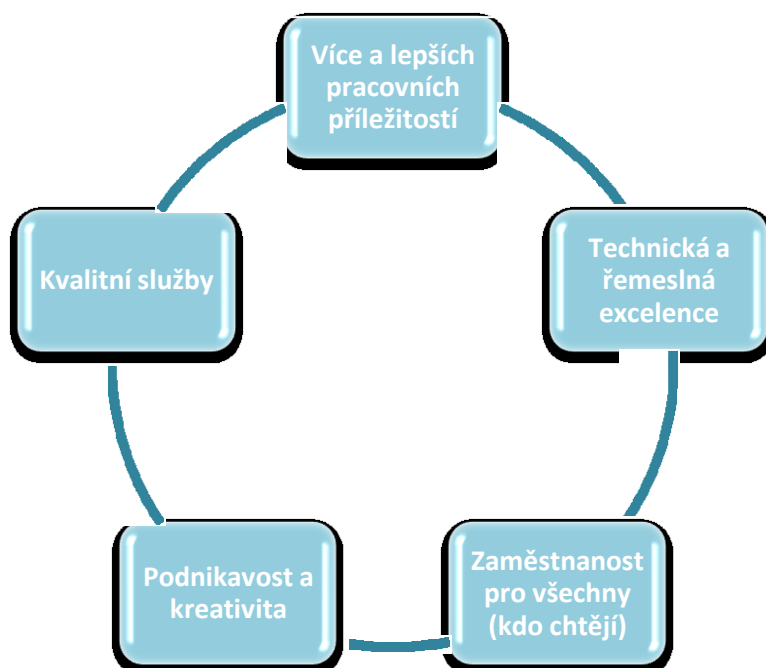 Více a lepších
pracovních
příležitostí
Technická a
řemeslná
excelence
Zaměstnanost
pro všechny
(kdo chtějí)
Podnikavost a
kreativita
Kvalitní služby